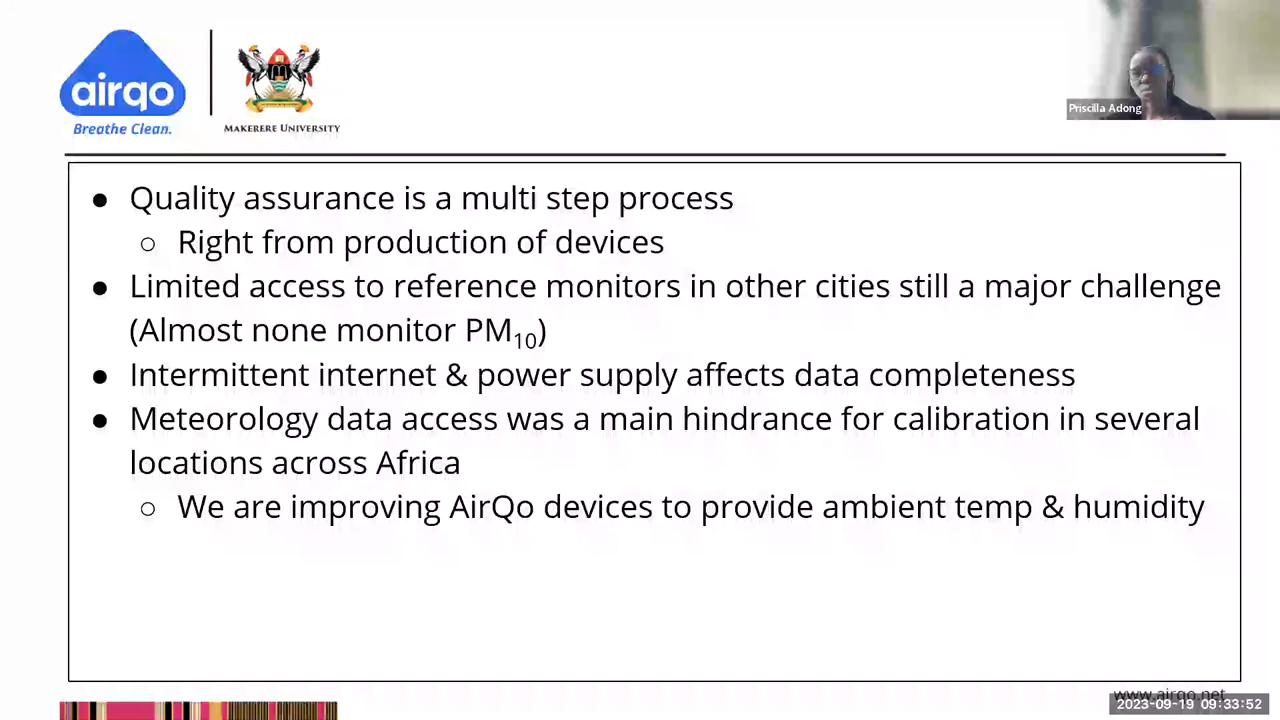 airqo
Breathe Clean.
MAKERERE UNIVERSITY
Priscilla Adong
● Quality assurance is a multi step process
○ Right from production of devices
● Limited access to reference monitors in other cities still a major challenge
(Almost none monitor PM₁₀)
● Intermittent internet & power supply affects data completeness
● Meteorology data access was a main hindrance for calibration in several
locations across Africa
○ We are improving AirQo devices to provide ambient temp & humidity
www.airqo.net
2023-09-19 09:33:52